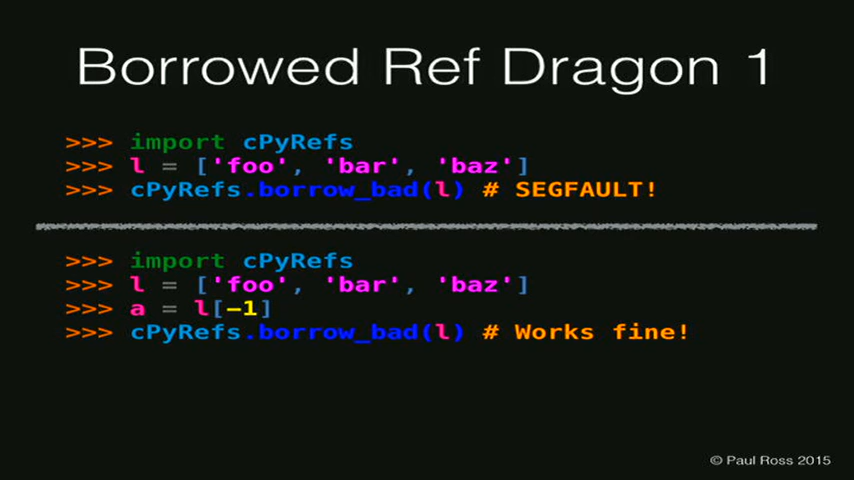 Borrowed Ref Dragon 1
>>> import cPyRefs
>>> l = ['foo', 'bar', 'baz']
>>> cPyRefs.borrow_bad(l) # SEGFAULT!
>>> import cPyRefs
>>> l = ['foo', 'bar', 'baz']
>>> a = l[-1]
>>> cPyRefs.borrow_bad(l) # Works fine!
© Paul Ross 2015